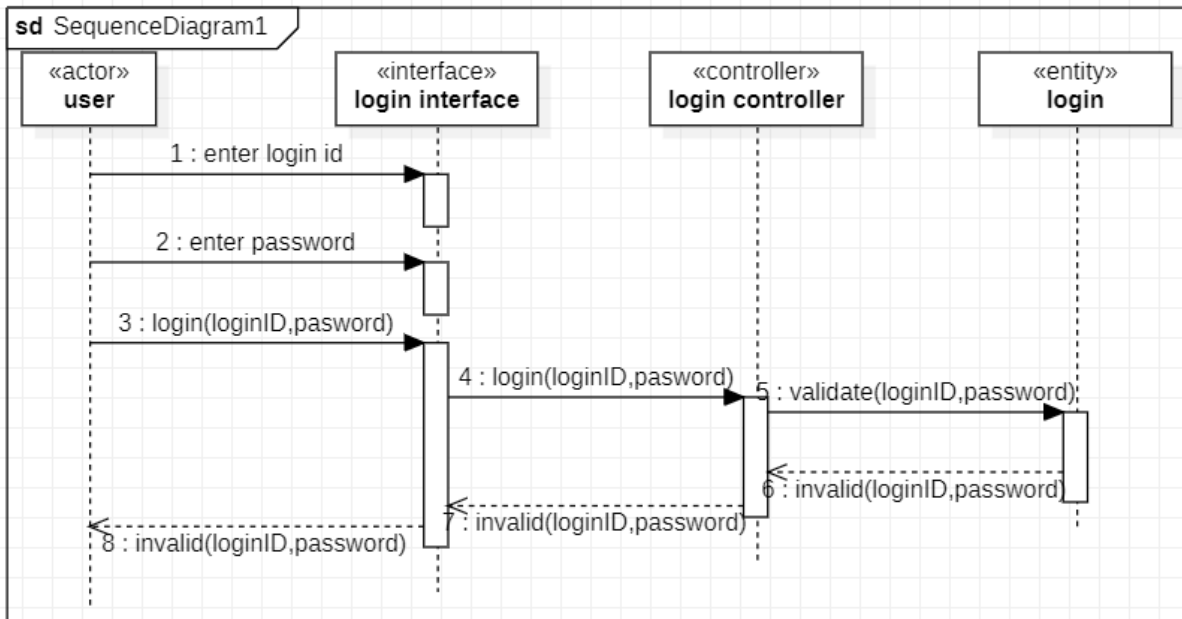 sd SequenceDiagram1
«actor»
user
«interface»
login interface
«controller»
login controller
«entity»
login
1 : enter login id
2 : enter password
3 : login(loginID,pasword)
4 : login(loginID,pasword)
5 : validate(loginID,password)
6 : invalid(loginID,password)
7 : invalid(loginID,password)
8 : invalid(loginID,password)